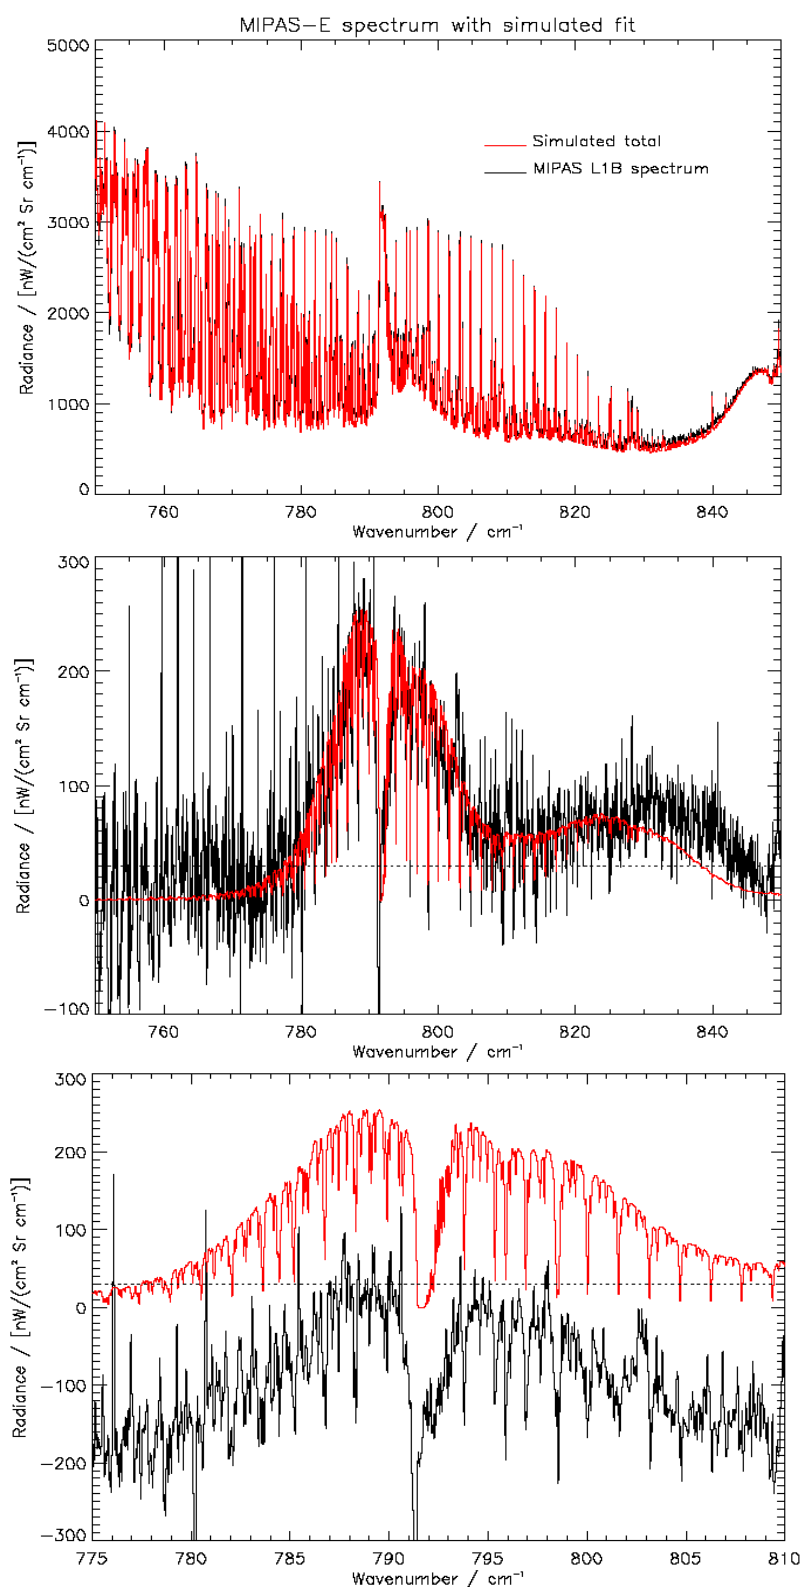 MIPAS-E spectrum with simulated fit
5000
4000
3000
2000
1000
0
Radiance / [nW/(cm² Sr cm⁻¹)]
Simulated total
MIPAS L1B spectrum
760 780 800 820 840
Wavenumber / cm⁻¹
300
200
100
0
-100
Radiance / [nW/(cm² Sr cm⁻¹)]
760 780 800 820 840
Wavenumber / cm⁻¹
300
200
100
0
-100
-200
-300
Radiance / [nW/(cm² Sr cm⁻¹)]
775 780 785 790 795 800 805 810
Wavenumber / cm⁻¹